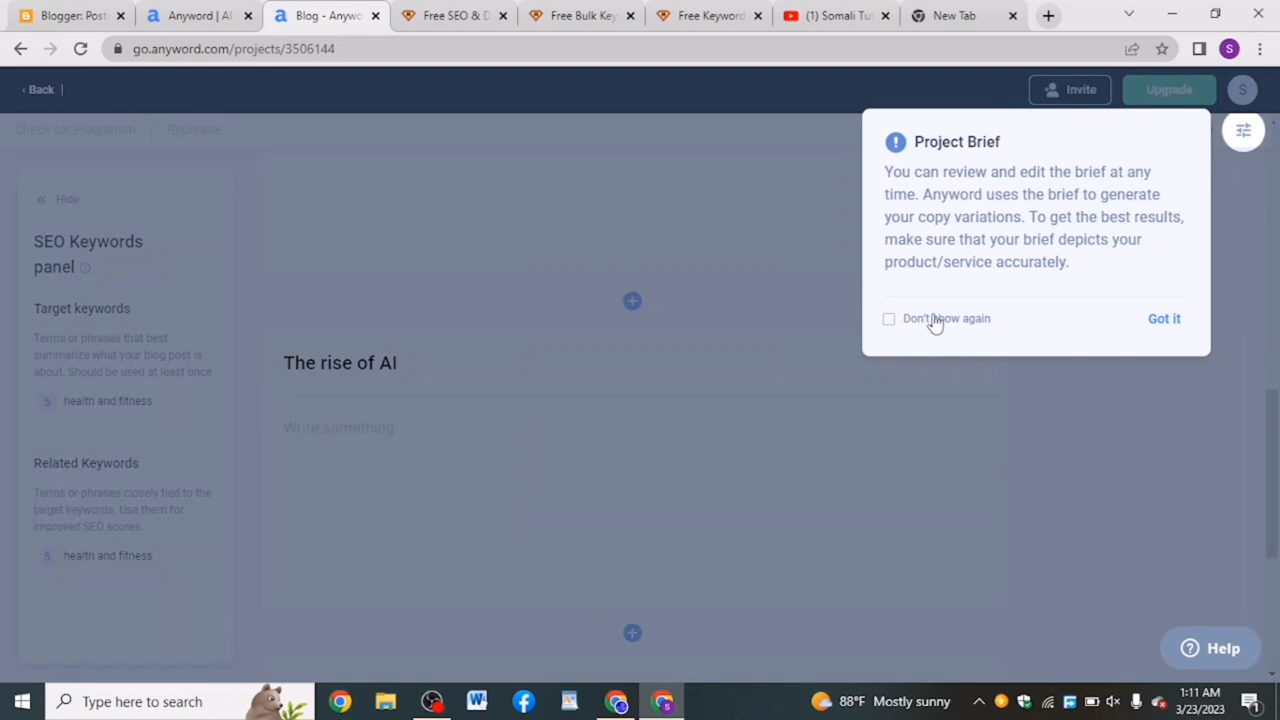 Blogger: Post:
Anyword | AI
Blog - Anywo
Free SEO & D
Free Bulk Key
Free Keyword
(1) Somali Tut
New Tab
go.anyword.com/projects/3506144
S
Back |
Invite
Upgrade
S
Check for Plagiarism
Rephrase
Project Brief
You can review and edit the brief at any
time. Anyword uses the brief to generate
your copy variations. To get the best results,
make sure that your brief depicts your
product/service accurately.
Don't show again
Got it
Hide
SEO Keywords
panel
Target keywords
Terms or phrases that best
summarize what your blog post is
about. Should be used at least once.
5 health and fitness
Related Keywords
Terms or phrases closely tied to the
target keywords. Use them for
improved SEO scores.
5 health and fitness
The rise of AI
Write something
Help
Type here to search
88°F Mostly sunny
1:11 AM
3/23/2023